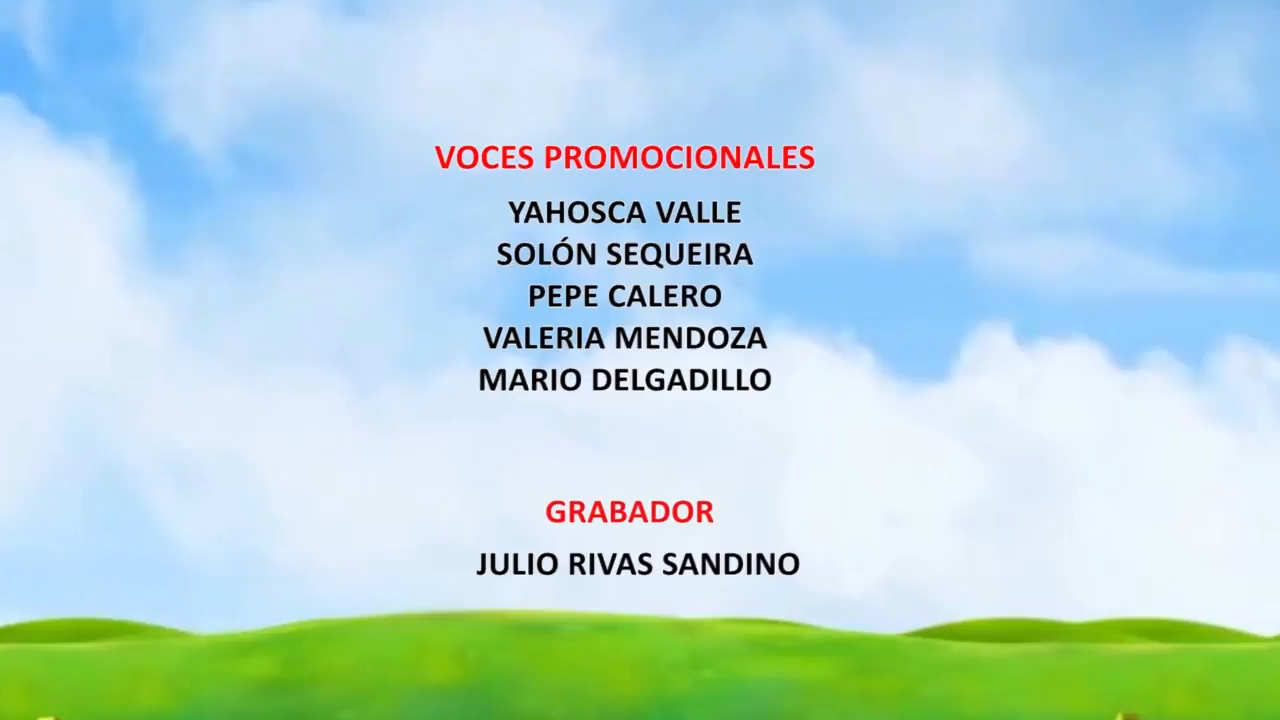 VOCES PROMOCIONALES
YAHOSCA VALLE
SOLÓN SEQUEIRA
PEPE CALERO
VALERIA MENDOZA
MARIO DELGADILLO
GRABADOR
JULIO RIVAS SANDINO